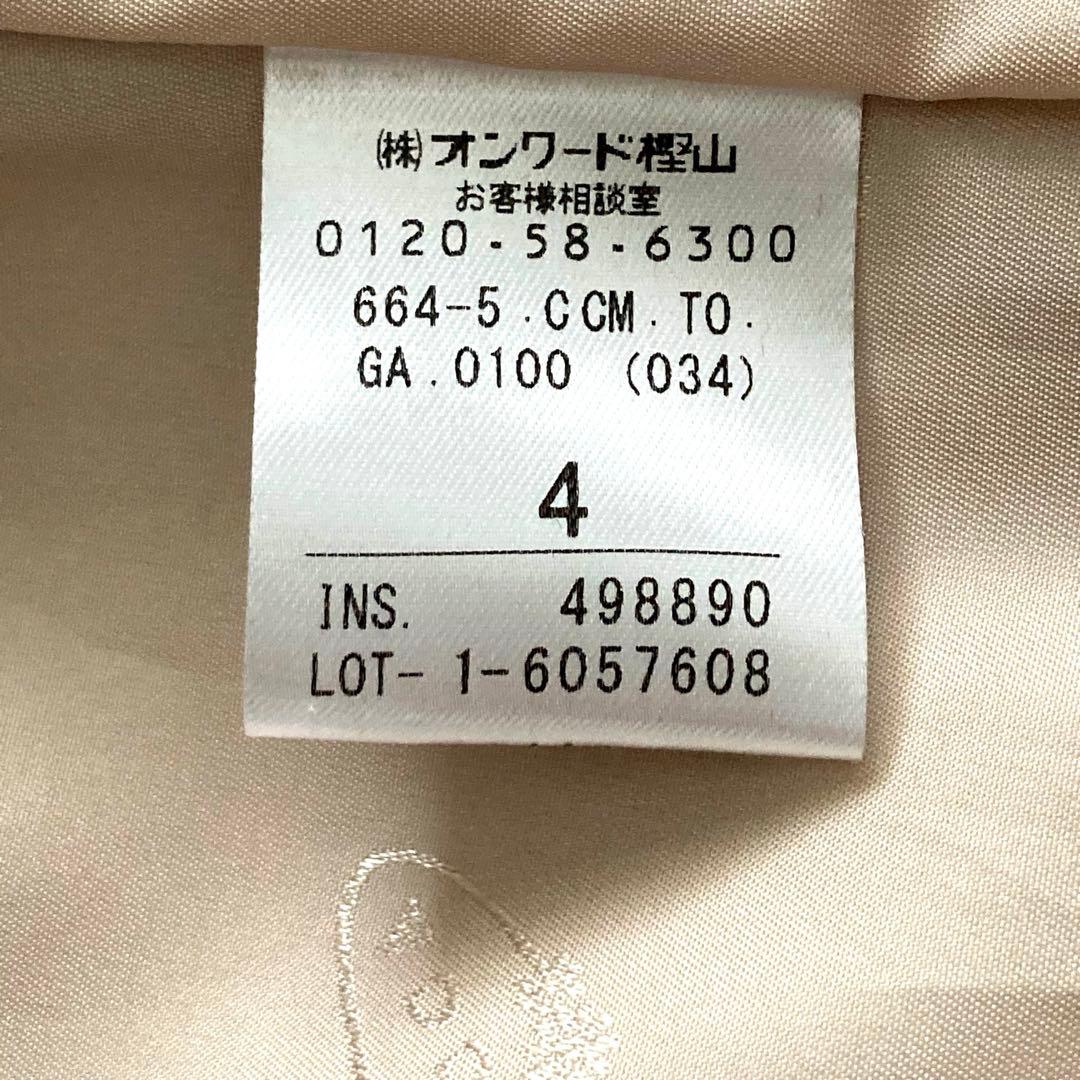 ㈱オンワード樫山
お客様相談室
0120-58-6300
664-5.CCM.TO.
GA.0100 (034)
4
INS. 498890
LOT- 1-6057608